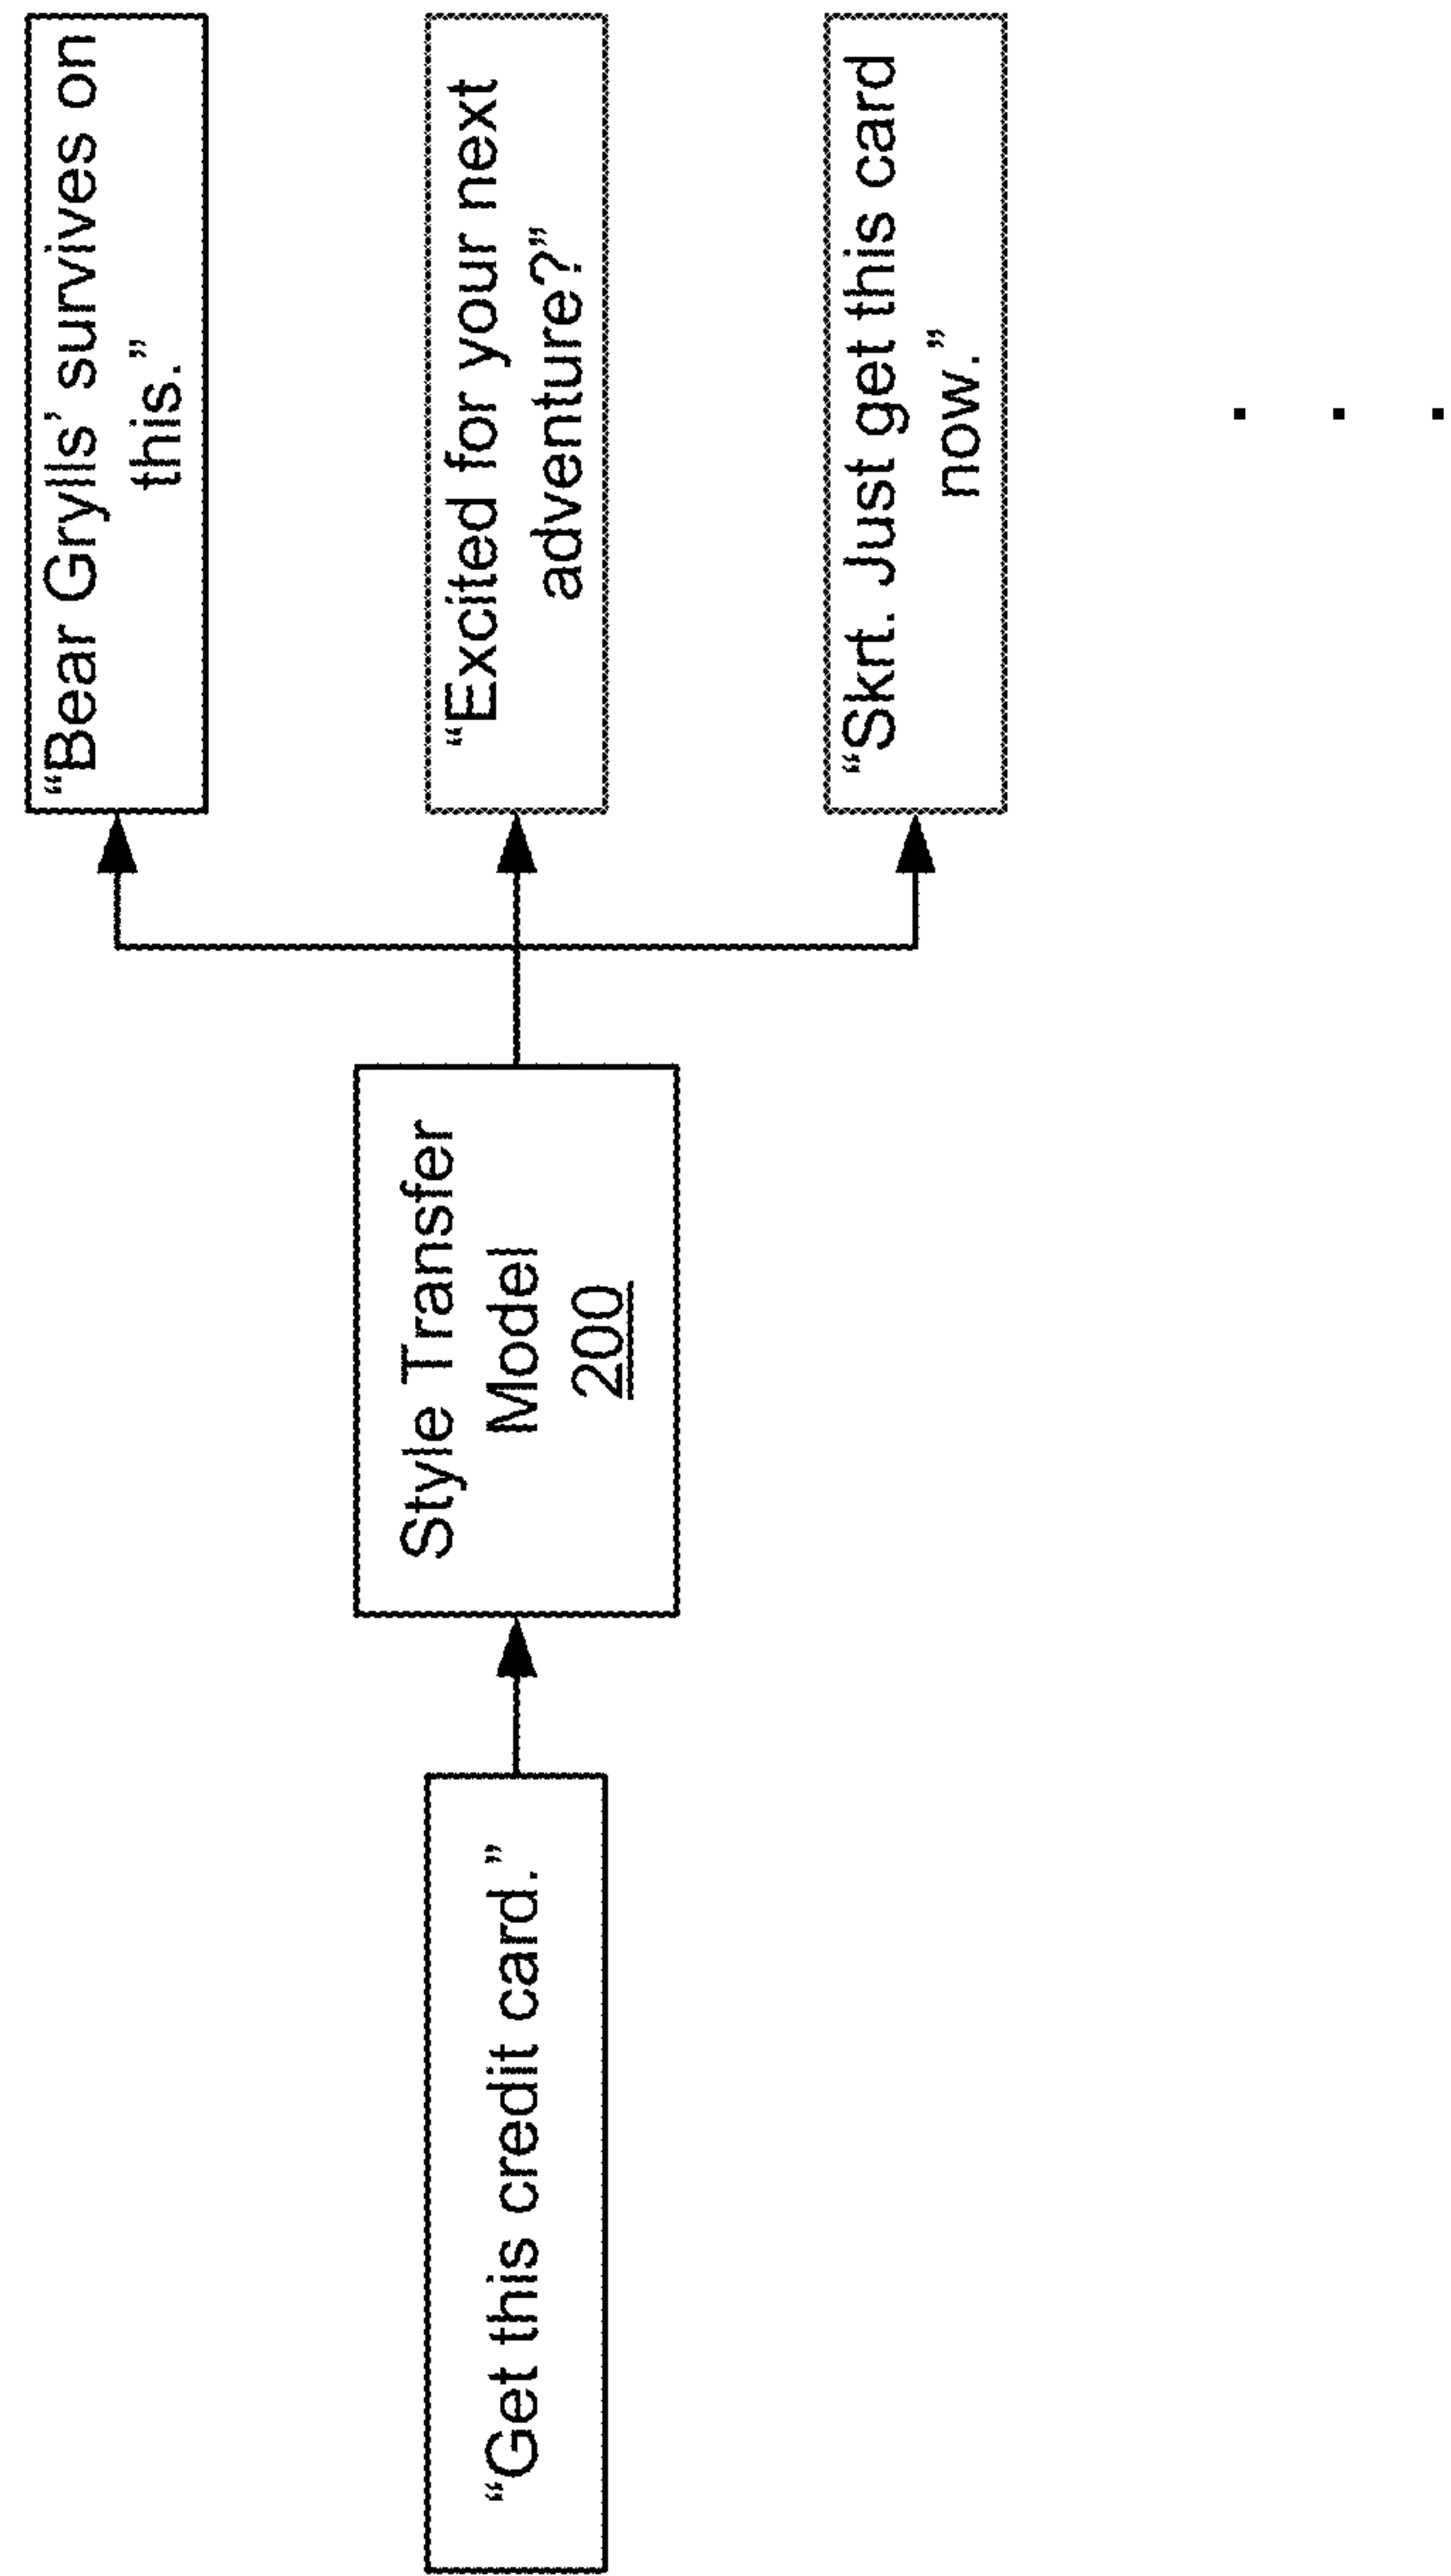 “Get this credit card.”
Style Transfer
Model
200
“Bear Grylls’ survives on
this.”
“Excited for your next
adventure?”
“Skrt. Just get this card
now.”
. . .